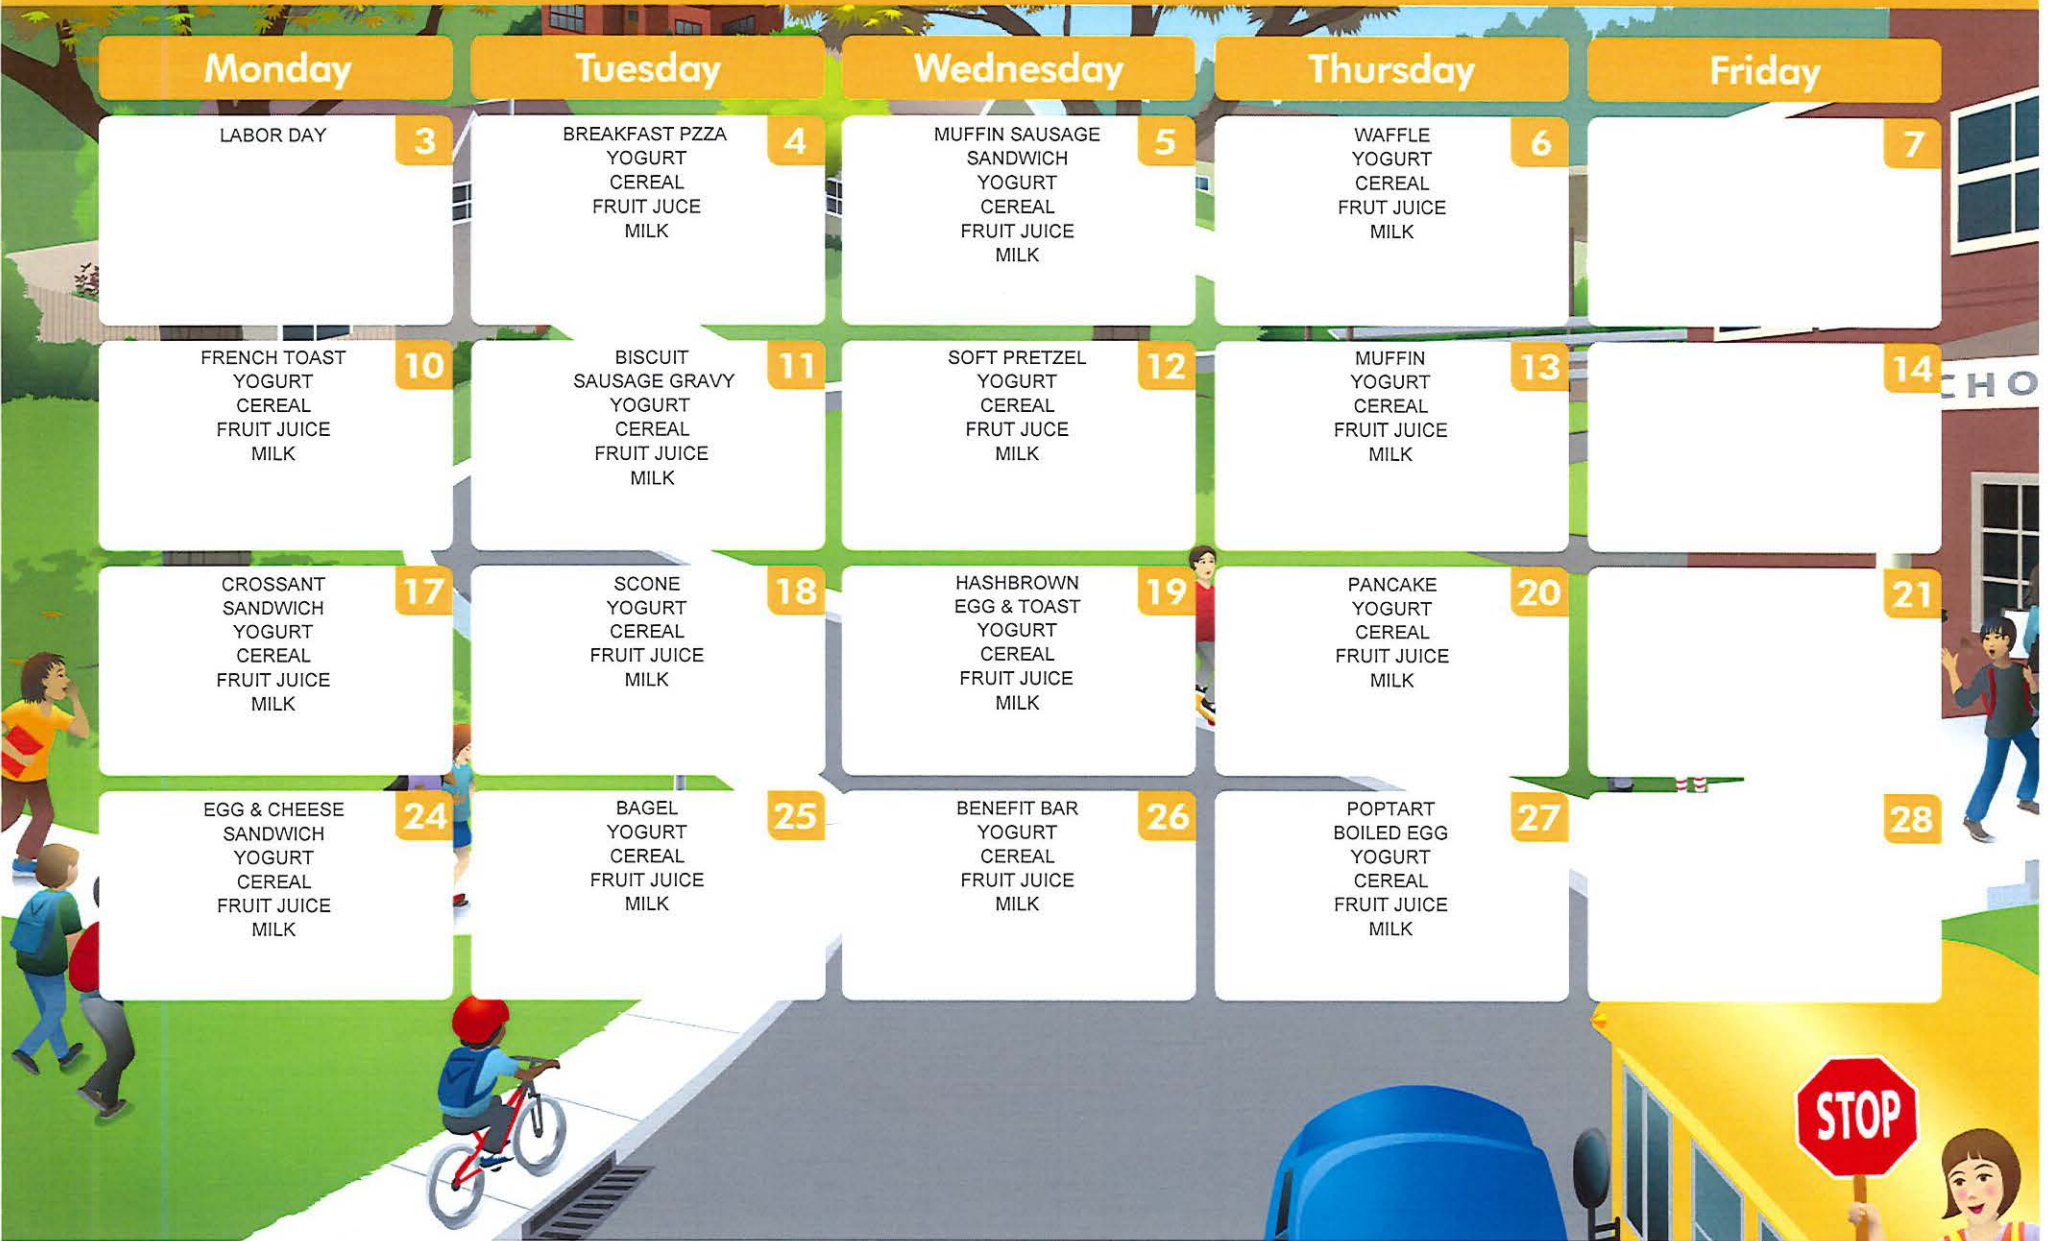 Monday
Tuesday
Wednesday
Thursday
Friday
3
LABOR DAY
4
BREAKFAST PZZA
YOGURT
CEREAL
FRUIT JUCE
MILK
5
MUFFIN SAUSAGE
SANDWICH
YOGURT
CEREAL
FRUIT JUICE
MILK
6
WAFFLE
YOGURT
CEREAL
FRUT JUICE
MILK
7
10
FRENCH TOAST
YOGURT
CEREAL
FRUIT JUICE
MILK
11
BISCUIT
SAUSAGE GRAVY
YOGURT
CEREAL
FRUIT JUICE
MILK
12
SOFT PRETZEL
YOGURT
CEREAL
FRUT JUCE
MILK
13
MUFFIN
YOGURT
CEREAL
FRUIT JUICE
MILK
14
CHO
17
CROSSANT
SANDWICH
YOGURT
CEREAL
FRUIT JUICE
MILK
18
SCONE
YOGURT
CEREAL
FRUIT JUICE
MILK
19
HASHBROWN
EGG & TOAST
YOGURT
CEREAL
FRUIT JUICE
MILK
20
PANCAKE
YOGURT
CEREAL
FRUIT JUICE
MILK
21
24
EGG & CHEESE
SANDWICH
YOGURT
CEREAL
FRUIT JUICE
MILK
25
BAGEL
YOGURT
CEREAL
FRUIT JUICE
MILK
26
BENEFIT BAR
YOGURT
CEREAL
FRUIT JUICE
MILK
27
POPTART
BOILED EGG
YOGURT
CEREAL
FRUIT JUICE
MILK
28
STOP